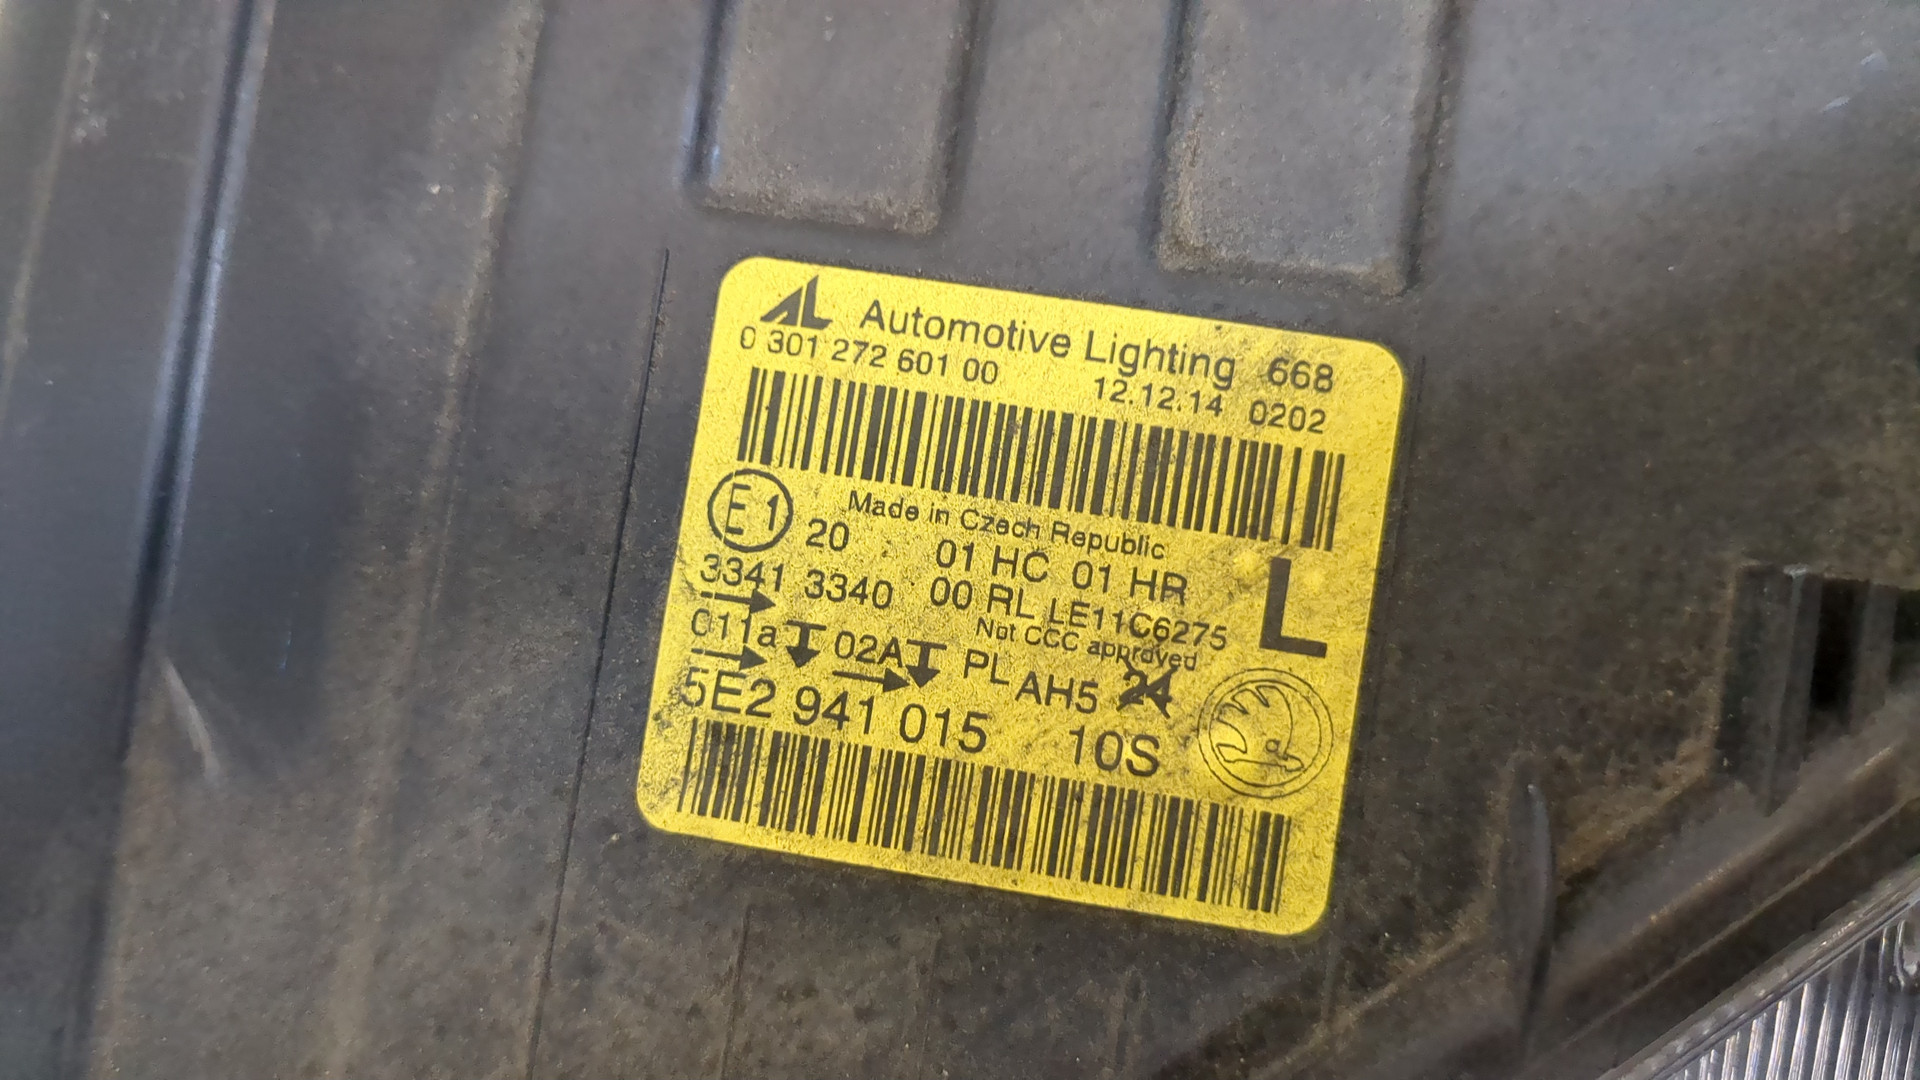 AL Automotive Lighting 668
0 301 272 601 00 12.12.14 0202
Made in Czech Republic
E1 20 01 HC 01 HR L
3341 3340 00 RL LE11C6275
Not CCC approved
011a 02A PL AH5 24
5E2 941 015 10S